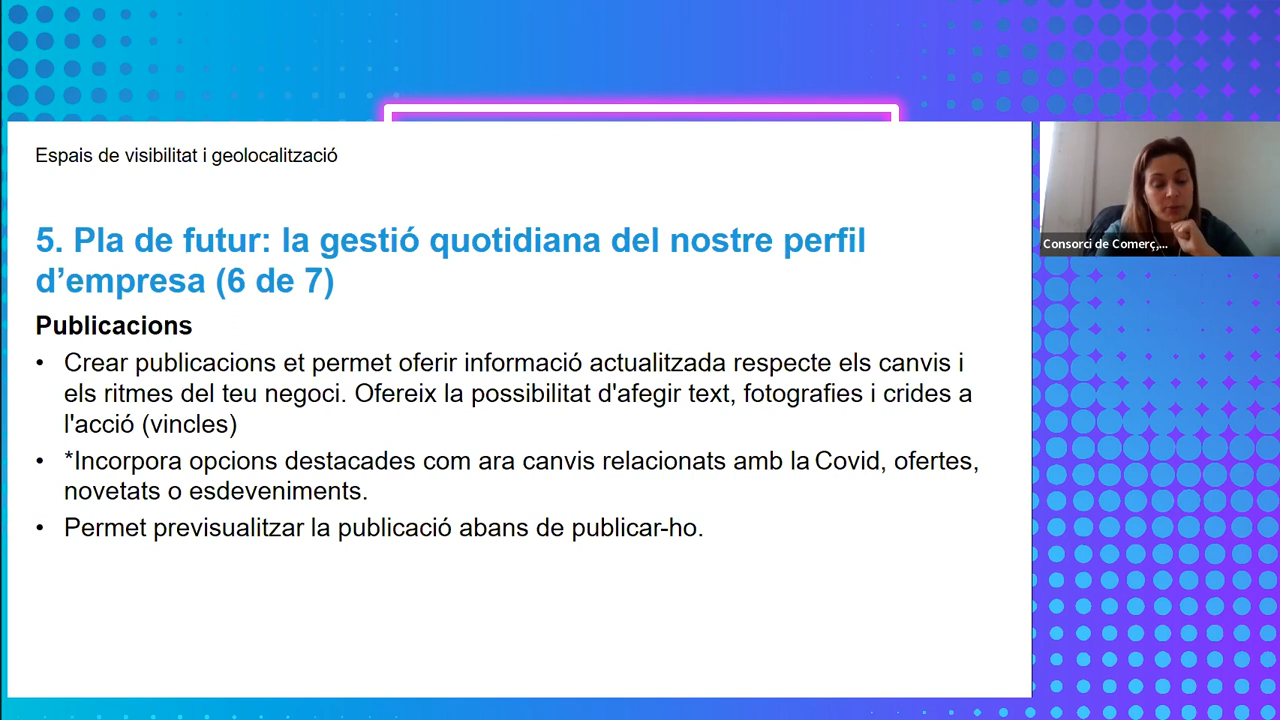 Espais de visibilitat i geolocalització
5. Pla de futur: la gestió quotidiana del nostre perfil
d’empresa (6 de 7)
Publicacions
• Crear publicacions et permet oferir informació actualitzada respecte els canvis i
els ritmes del teu negoci. Ofereix la possibilitat d'afegir text, fotografies i crides a
l'acció (vincles)
• *Incorpora opcions destacades com ara canvis relacionats amb la Covid, ofertes,
novetats o esdeveniments.
• Permet previsualitzar la publicació abans de publicar-ho.
Consorci de Comerç,...